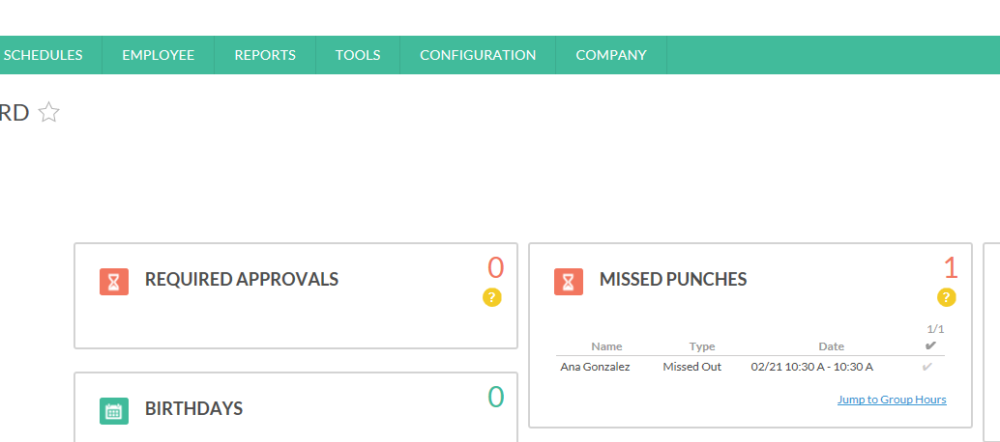 SCHEDULES EMPLOYEE REPORTS TOOLS CONFIGURATION COMPANY
RD
REQUIRED APPROVALS 0
?
MISSED PUNCHES 1
?
1/1
Name Type Date
Ana Gonzalez Missed Out 02/21 10:30 A - 10:30 A
Jump to Group Hours
BIRTHDAYS 0